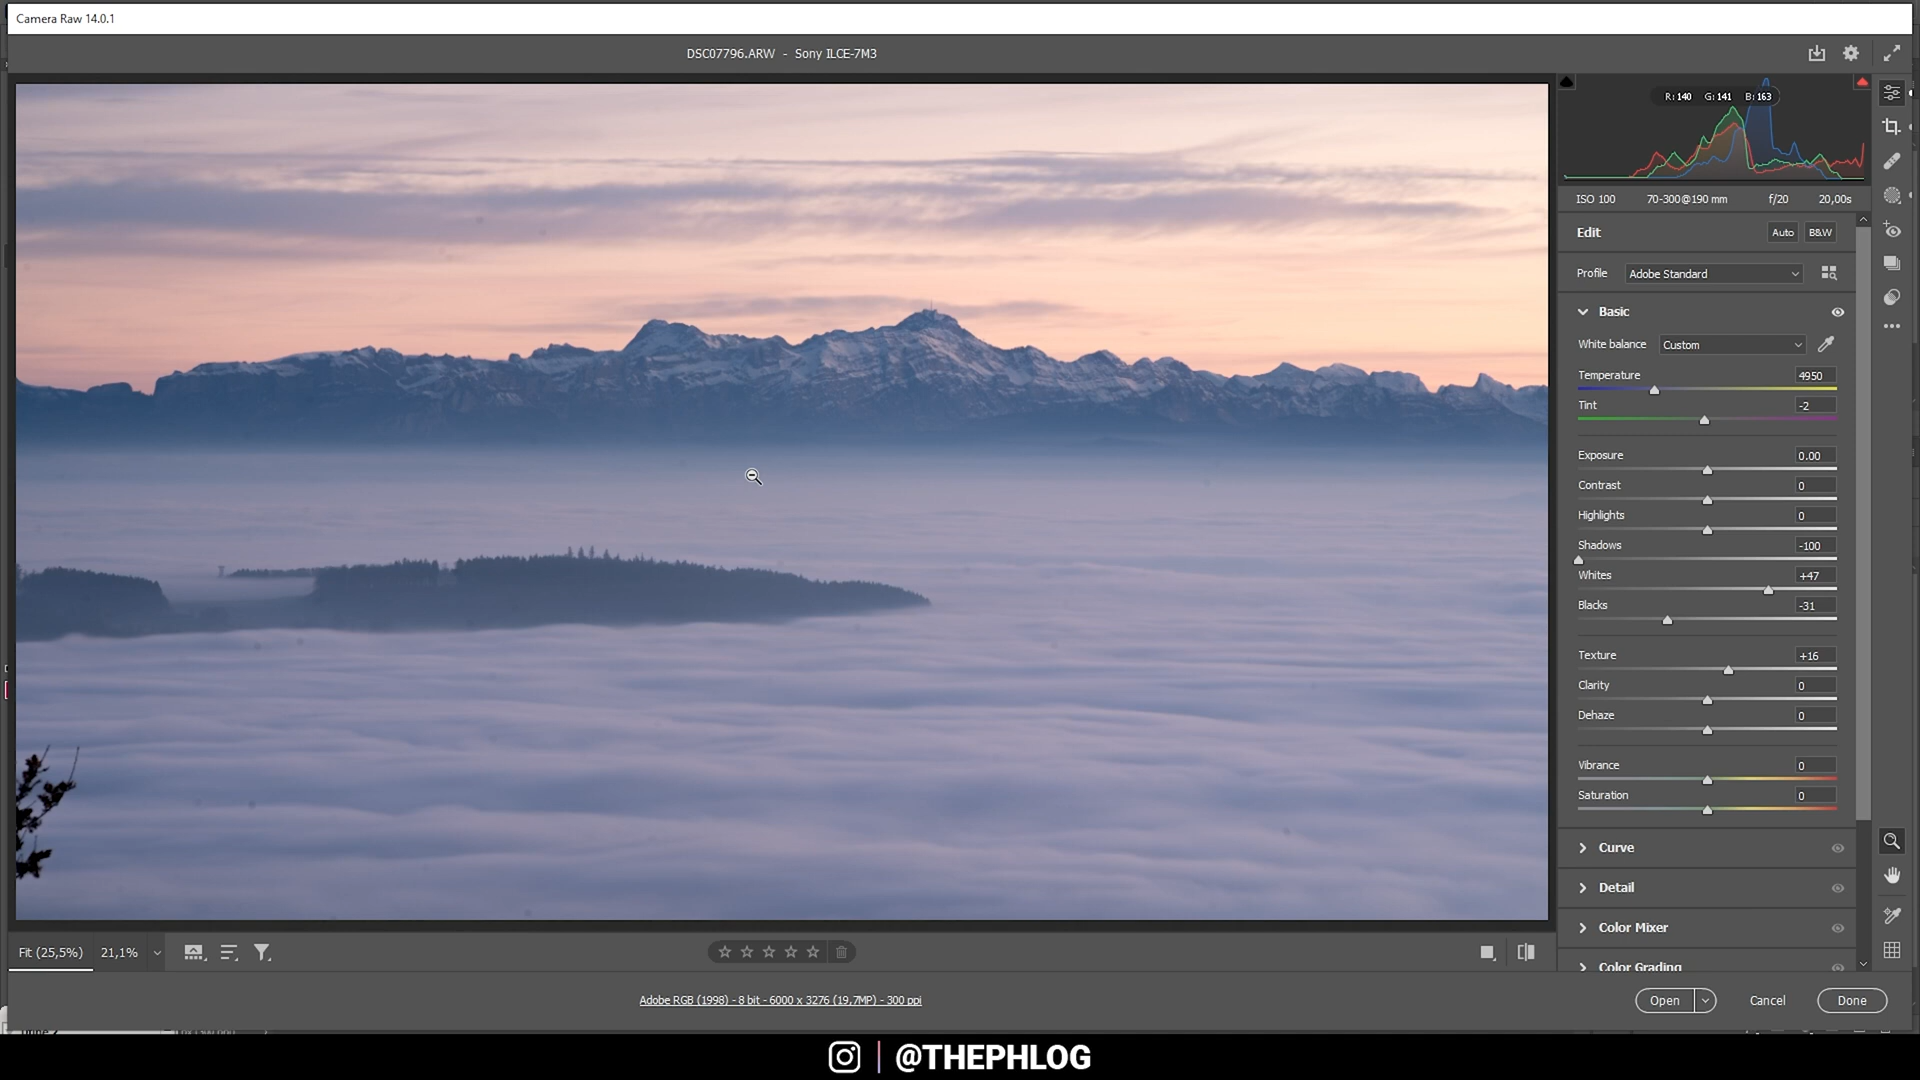 Camera Raw 14.0.1
DSC07796.ARW - Sony ILCE-7M3
R: 140 G: 141 B: 163
ISO 100 70-300@190 mm f/20 20,00s
Edit Auto B&W
Profile Adobe Standard
Basic
White balance Custom
Temperature 4950
Tint -2
Exposure 0.00
Contrast 0
Highlights 0
Shadows -100
Whites +47
Blacks -31
Texture +16
Clarity 0
Dehaze 0
Vibrance 0
Saturation 0
Curve
Detail
Color Mixer
Color Grading
Fit (25,5%) 21,1%
Adobe RGB (1998) - 8 bit - 6000 x 3276 (19,7MP) - 300 ppi
Open Cancel Done
@THEPHLOG